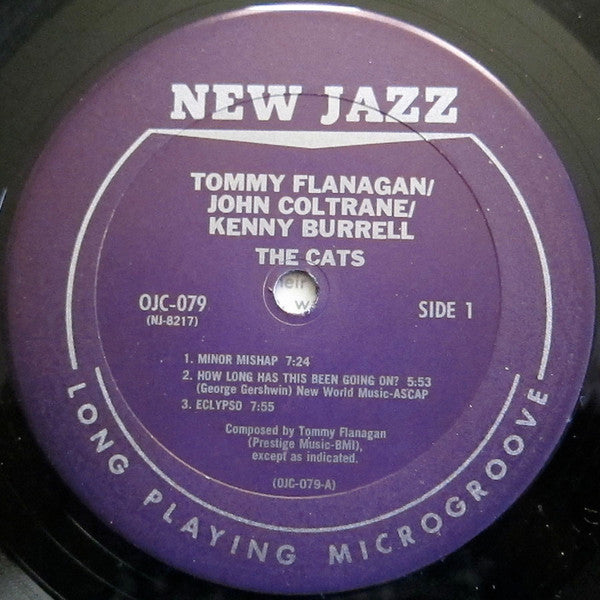 NEW JAZZ
TOMMY FLANAGAN/
JOHN COLTRANE/
KENNY BURRELL
THE CATS
OJC-079
(NJ-8217)
SIDE 1
1. MINOR MISHAP 7:24
2. HOW LONG HAS THIS BEEN GOING ON? 5:53
(George Gershwin) New World Music-ASCAP
3. ECLYPSO 7:55
Composed by Tommy Flanagan
(Prestige Music-BMI),
except as indicated.
(OJC-079-A)
LONG PLAYING MICROGROOVE